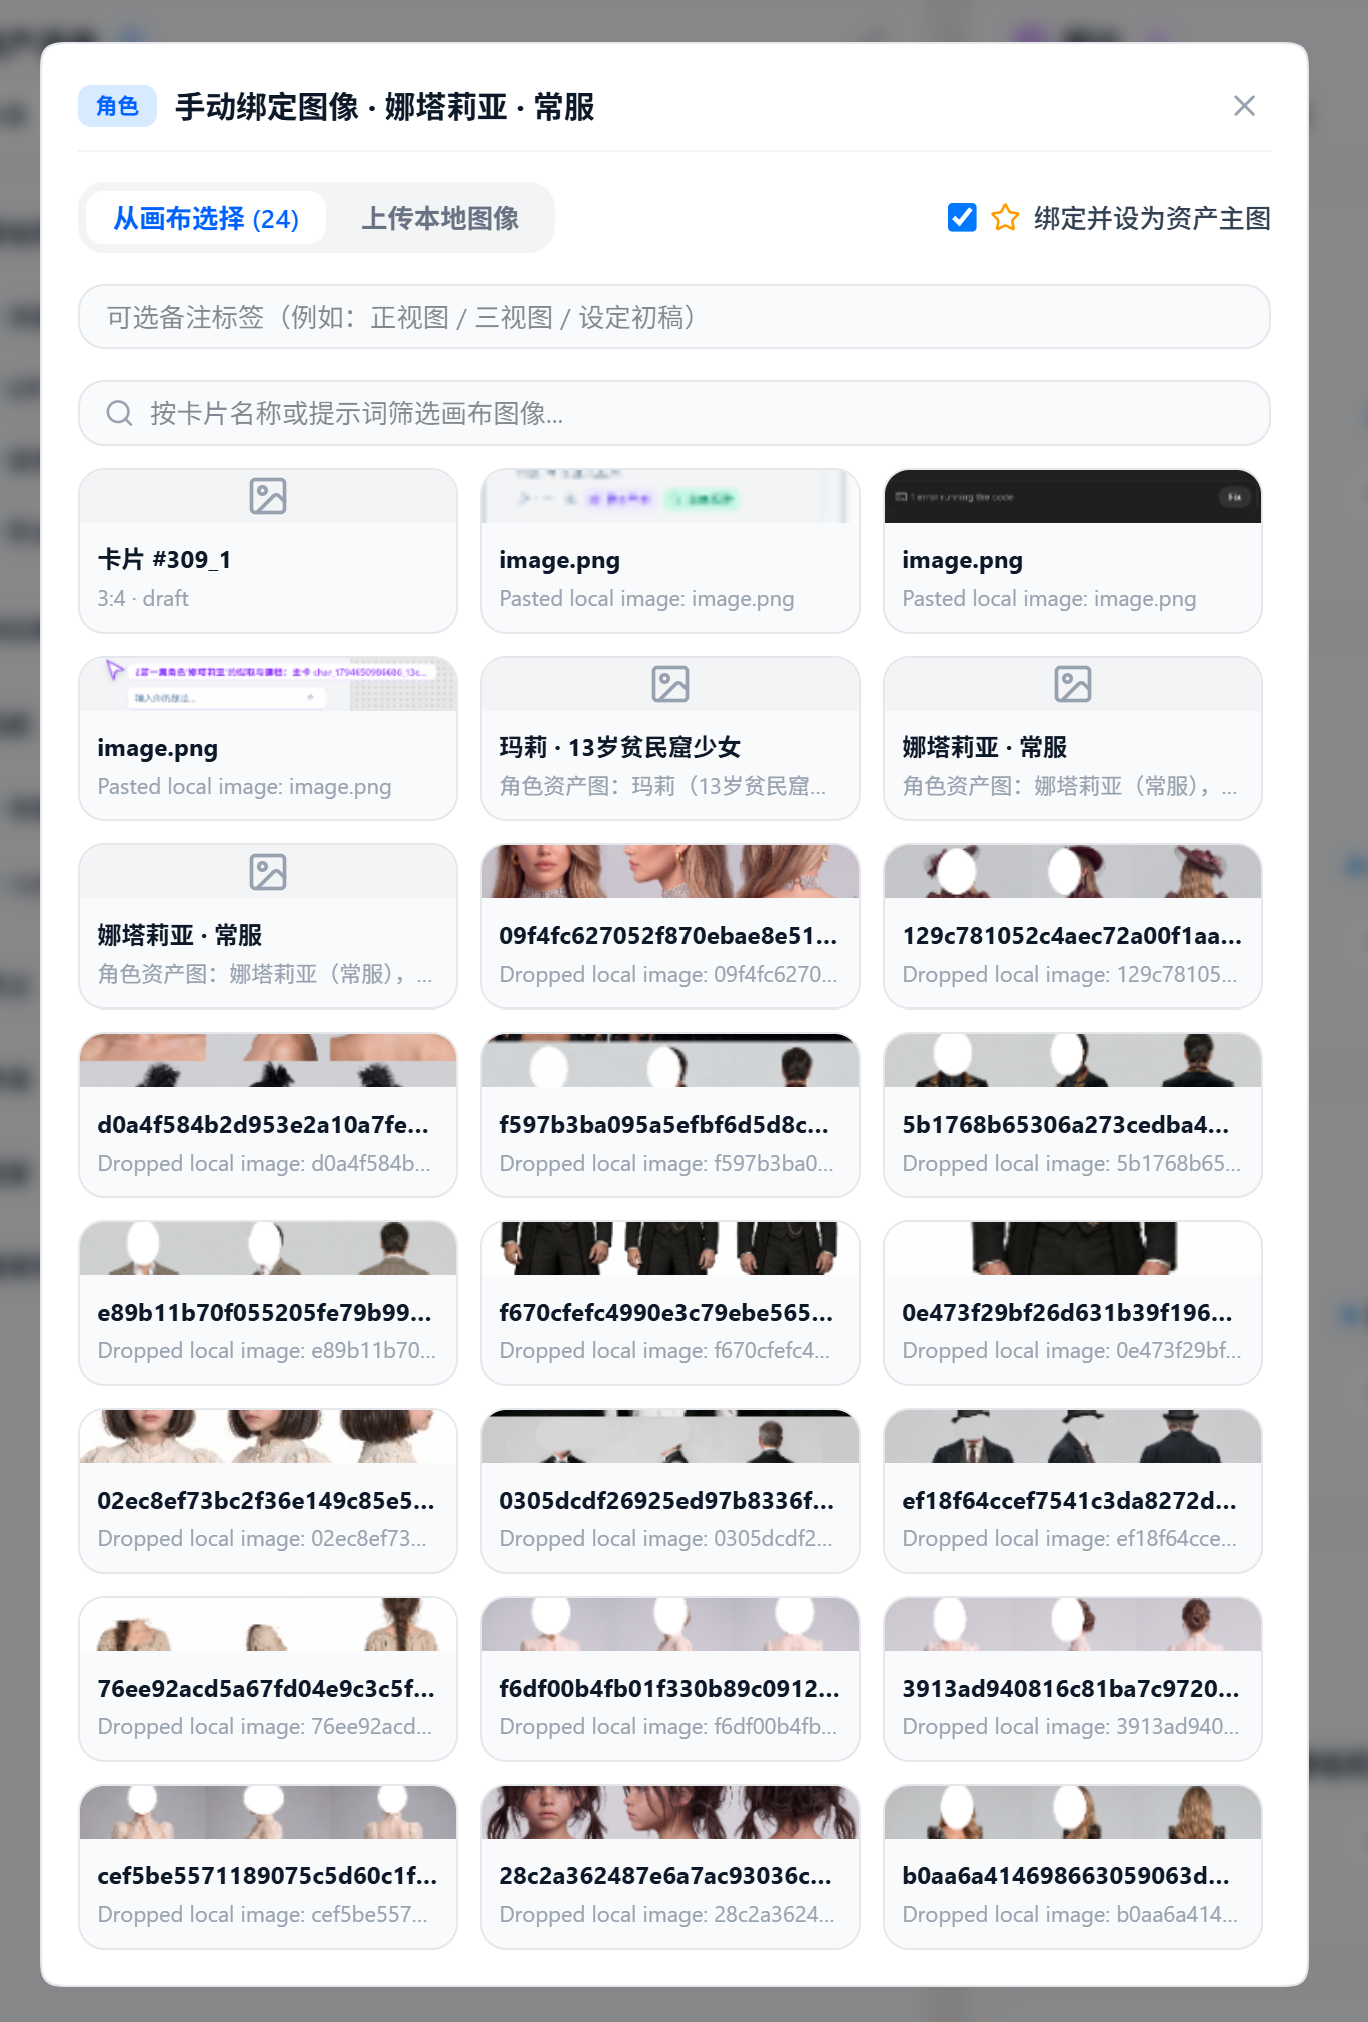 角色 手动绑定图像 · 娜塔莉亚 · 常服
从画布选择 (24) 上传本地图像 绑定并设为资产主图
可选备注标签（例如：正视图 / 三视图 / 设定初稿）
按卡片名称或提示词筛选画布图像...
1 error running the code Fix
卡片 #309_1 image.png image.png
3:4 · draft Pasted local image: image.png Pasted local image: image.png
输入你的想法...
image.png 玛莉 · 13岁贫民窟少女 娜塔莉亚 · 常服
Pasted local image: image.png 角色资产图：玛莉（13岁贫民窟... 角色资产图：娜塔莉亚（常服），...
娜塔莉亚 · 常服 09f4fc627052f870ebae8e51... 129c781052c4aec72a00f1aa...
角色资产图：娜塔莉亚（常服），... Dropped local image: 09f4fc6270... Dropped local image: 129c78105...
d0a4f584b2d953e2a10a7fe... f597b3ba095a5efbf6d5d8c... 5b1768b65306a273cedba4...
Dropped local image: d0a4f584b... Dropped local image: f597b3ba0... Dropped local image: 5b1768b65...
e89b11b70f055205fe79b99... f670cfefc4990e3c79ebe565... 0e473f29bf26d631b39f196...
Dropped local image: e89b11b70... Dropped local image: f670cfefc4... Dropped local image: 0e473f29bf...
02ec8ef73bc2f36e149c85e5... 0305dcdf26925ed97b8336f... ef18f64ccef7541c3da8272d...
Dropped local image: 02ec8ef73... Dropped local image: 0305dcdf2... Dropped local image: ef18f64cce...
76ee92acd5a67fd04e9c3c5f... f6df00b4fb01f330b89c0912... 3913ad940816c81ba7c9720...
Dropped local image: 76ee92acd... Dropped local image: f6df00b4fb... Dropped local image: 3913ad940...
cef5be5571189075c5d60c1f... 28c2a362487e6a7ac93036c... b0aa6a414698663059063d...
Dropped local image: cef5be557... Dropped local image: 28c2a3624... Dropped local image: b0aa6a414...